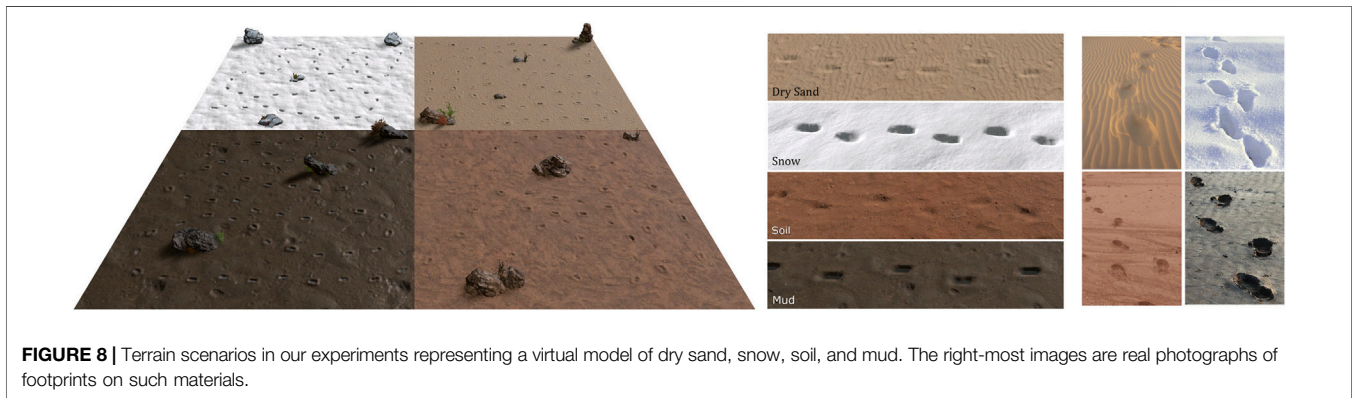 Dry Sand
Snow
Soil
Mud
FIGURE 8 | Terrain scenarios in our experiments representing a virtual model of dry sand, snow, soil, and mud. The right-most images are real photographs of
footprints on such materials.